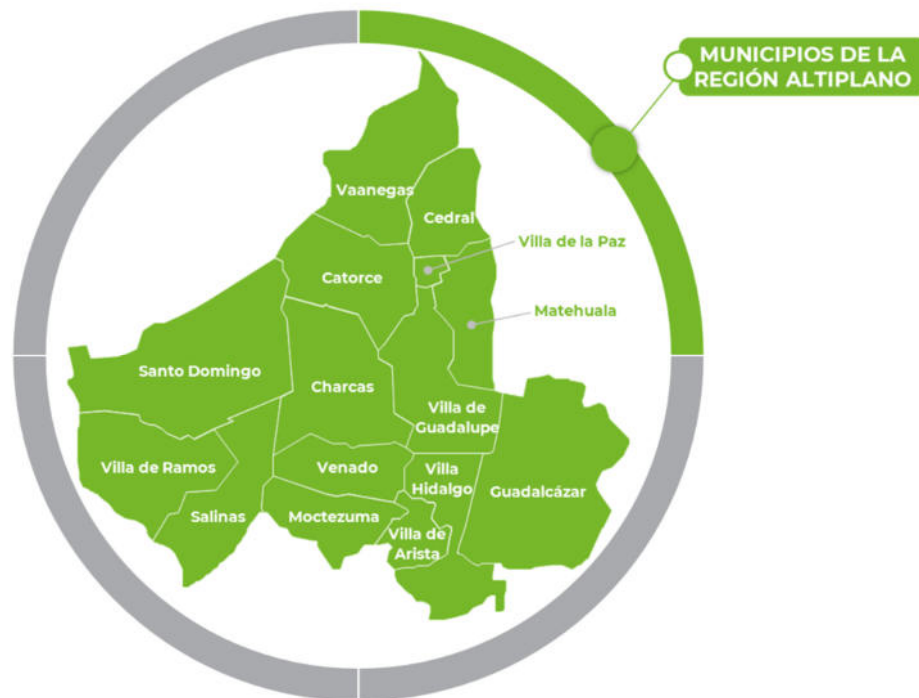 MUNICIPIOS DE LA
REGIÓN ALTIPLANO
Vaanegas
Cedral
Villa de la Paz
Catorce
Matehuala
Santo Domingo
Charcas
Villa de
Guadalupe
Villa de Ramos
Venado
Villa
Hidalgo
Guadalcázar
Salinas
Moctezuma
Villa de
Arista